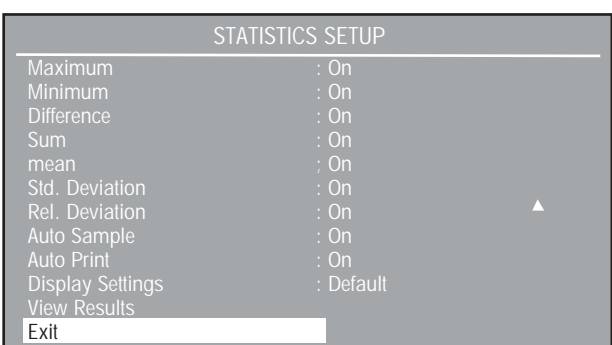 STATISTICS SETUP
Maximum : On
Minimum : On
Difference : On
Sum : On
mean ; On
Std. Deviation : On
Rel. Deviation : On
Auto Sample : On
Auto Print : On
Display Settings : Default
View Results
Exit